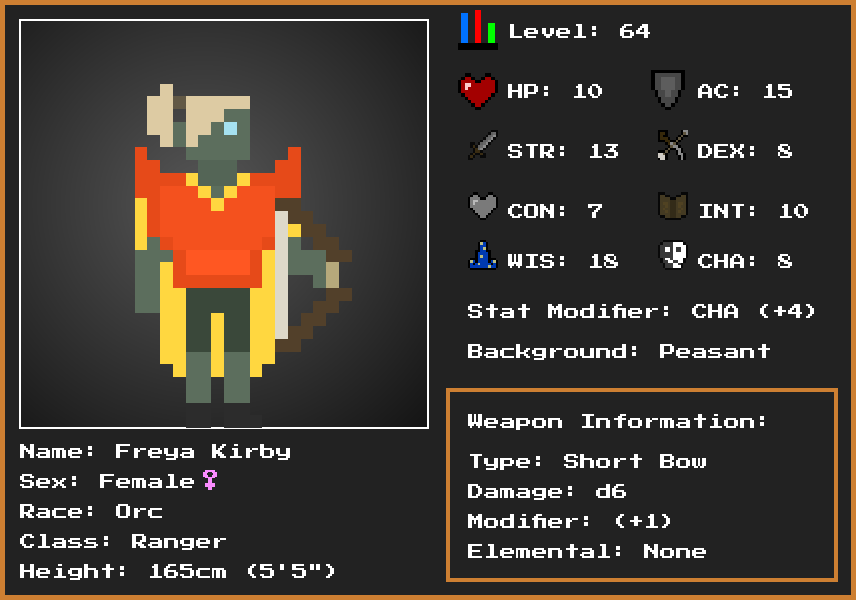 Level: 64
HP: 10
AC: 15
STR: 13
DEX: 8
CON: 7
INT: 10
WIS: 18
CHA: 8
Stat Modifier: CHA (+4)
Background: Peasant
Name: Freya Kirby
Sex: Female♀
Race: Orc
Class: Ranger
Height: 165cm (5'5")
Weapon Information:
Type: Short Bow
Damage: d6
Modifier: (+1)
Elemental: None